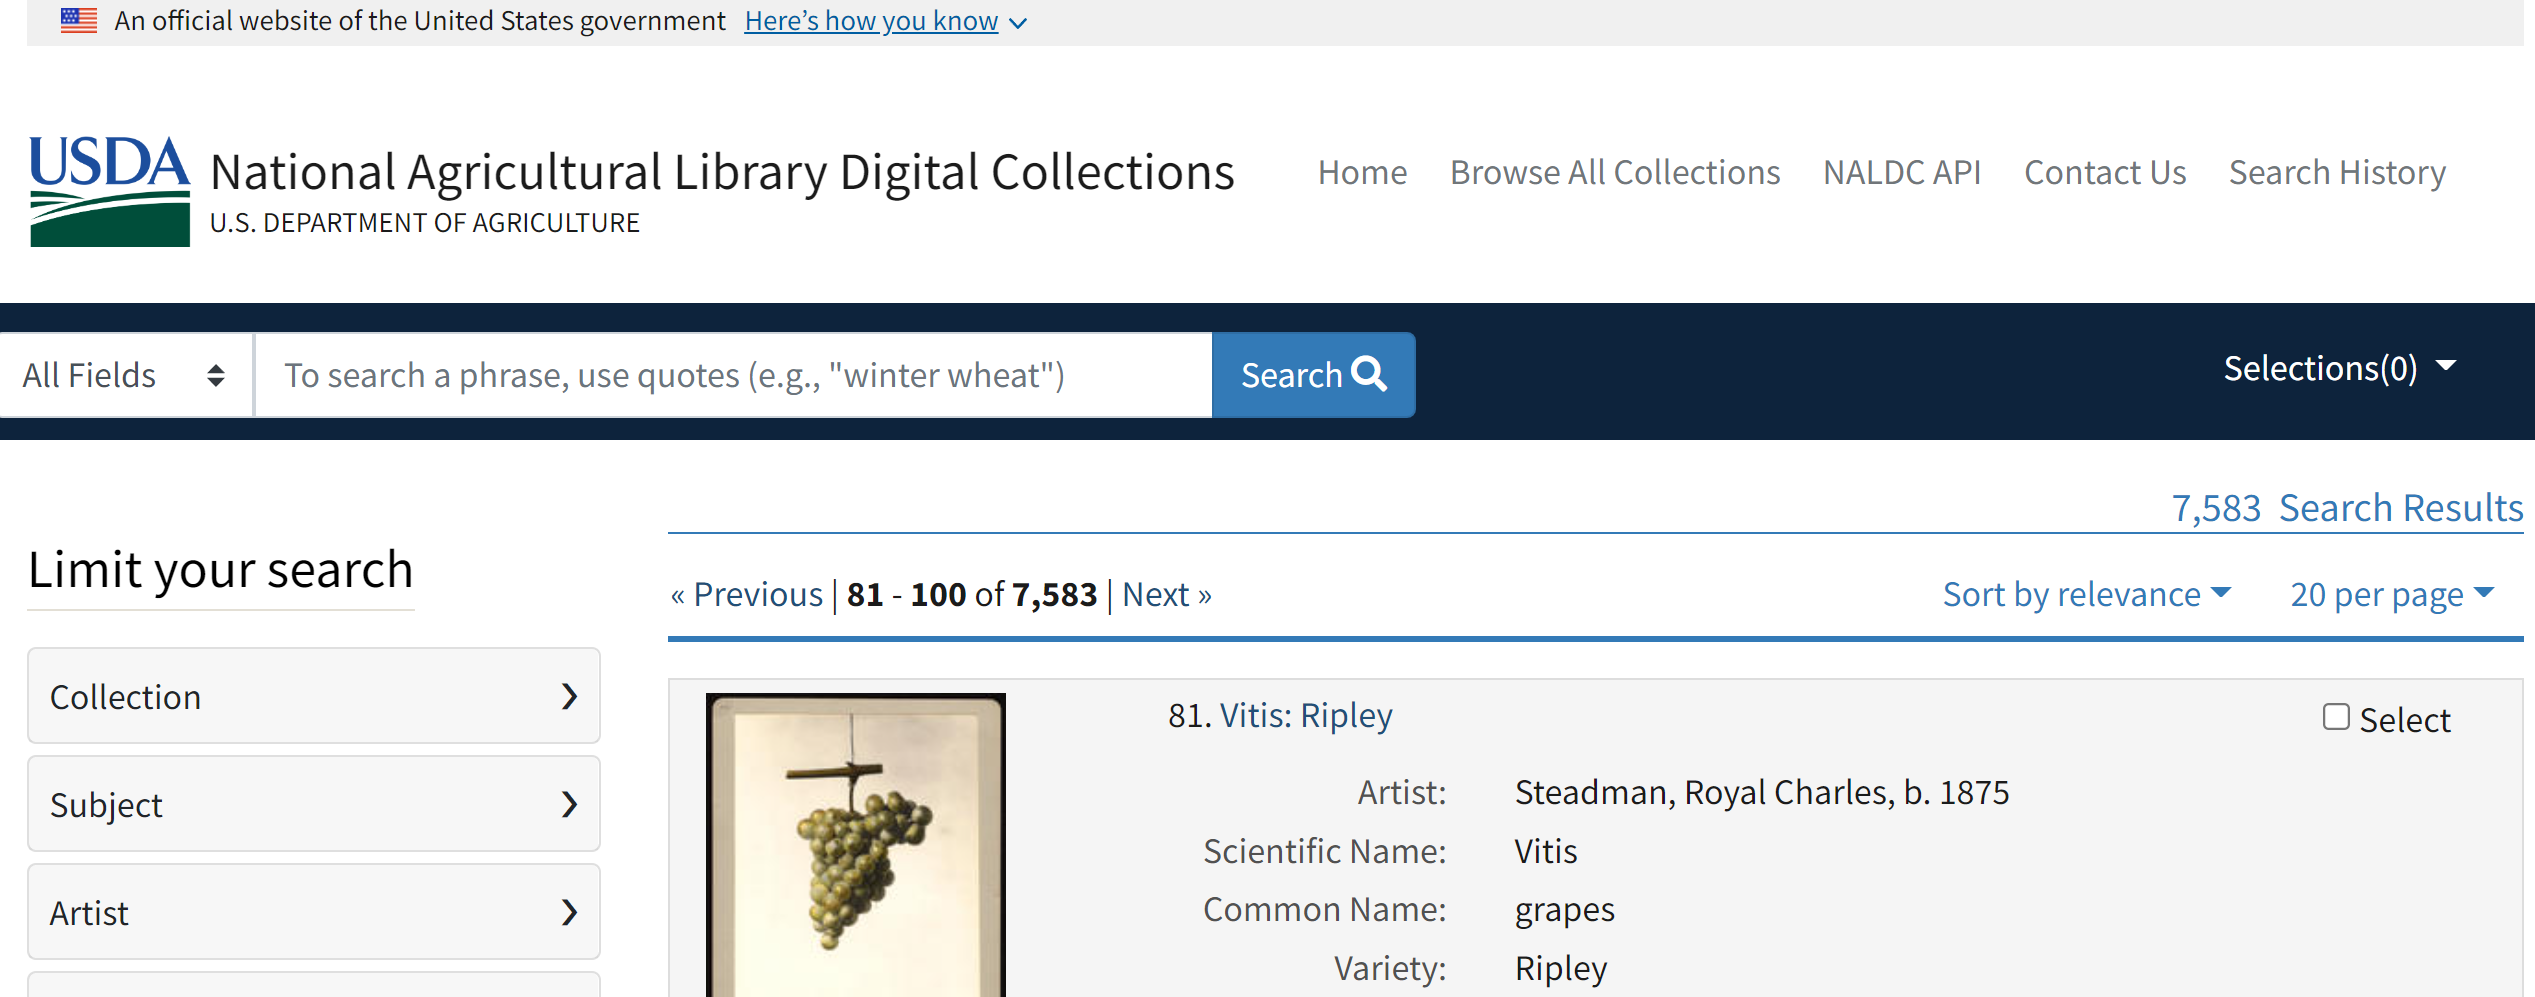 An official website of the United States government Here’s how you know
USDA
National Agricultural Library Digital Collections
U.S. DEPARTMENT OF AGRICULTURE
Home Browse All Collections NALDC API Contact Us Search History
All Fields To search a phrase, use quotes (e.g., "winter wheat") Search Selections(0)
7,583 Search Results
Limit your search
« Previous | 81 - 100 of 7,583 | Next » Sort by relevance 20 per page
Collection
Subject
Artist
81. Vitis: Ripley Select
Artist: Steadman, Royal Charles, b. 1875
Scientific Name: Vitis
Common Name: grapes
Variety: Ripley